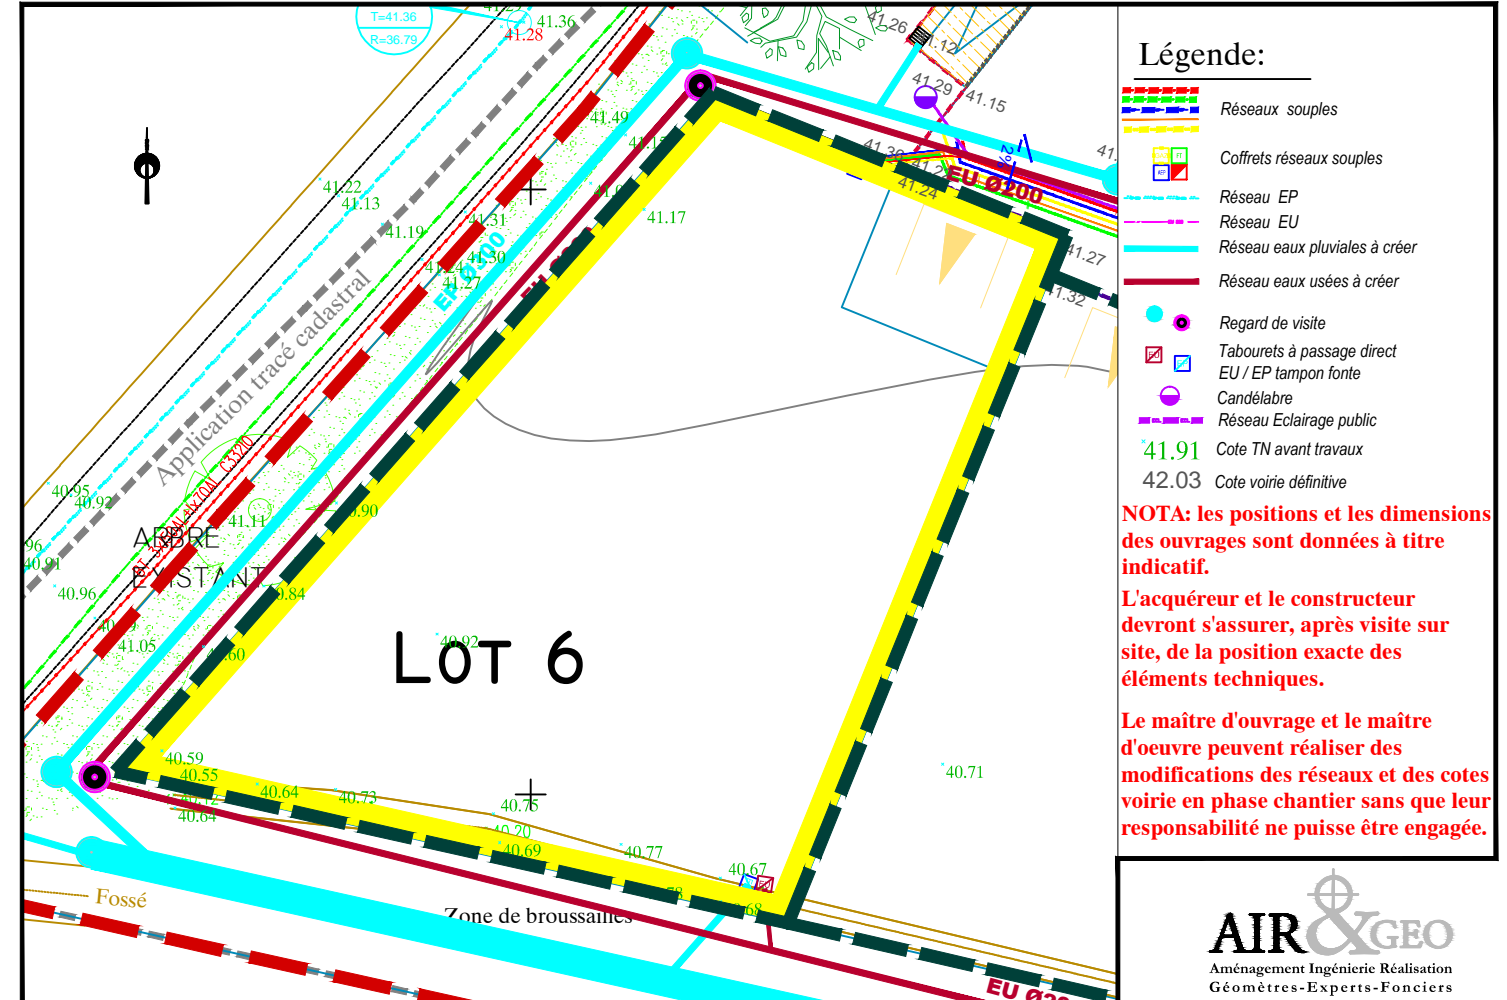 T=41.36
R=36.79
41.36
41.28
41.26
41.29
41.15
41.49
41.22
41.13
41.19
41.31
41.30
41.24
41.27
41.17
EP Ø300
2%
EU Ø200
41.24
41.27
41.32
Application tracé cadastral
40.95
40.92
40.91
40.96
41.11
41.05
ARBRE
EXISTANT
LOT 6
40.92
40.59
40.55
40.64
40.64
40.73
40.75
40.20
40.69
40.77
40.67
40.71
Fossé
Zone de broussailles
Légende:
Réseaux souples
Coffrets réseaux souples
Réseau EP
Réseau EU
Réseau eaux pluviales à créer
Réseau eaux usées à créer
Regard de visite
Tabourets à passage direct
EU / EP tampon fonte
Candélabre
Réseau Eclairage public
41.91 Cote TN avant travaux
42.03 Cote voirie définitive
NOTA: les positions et les dimensions
des ouvrages sont données à titre
indicatif.
L'acquéreur et le constructeur
devront s'assurer, après visite sur
site, de la position exacte des
éléments techniques.
Le maître d'ouvrage et le maître
d'oeuvre peuvent réaliser des
modifications des réseaux et des cotes
voirie en phase chantier sans que leur
responsabilité ne puisse être engagée.
AIR & GEO
Aménagement Ingénierie Réalisation
Géomètres-Experts-Fonciers